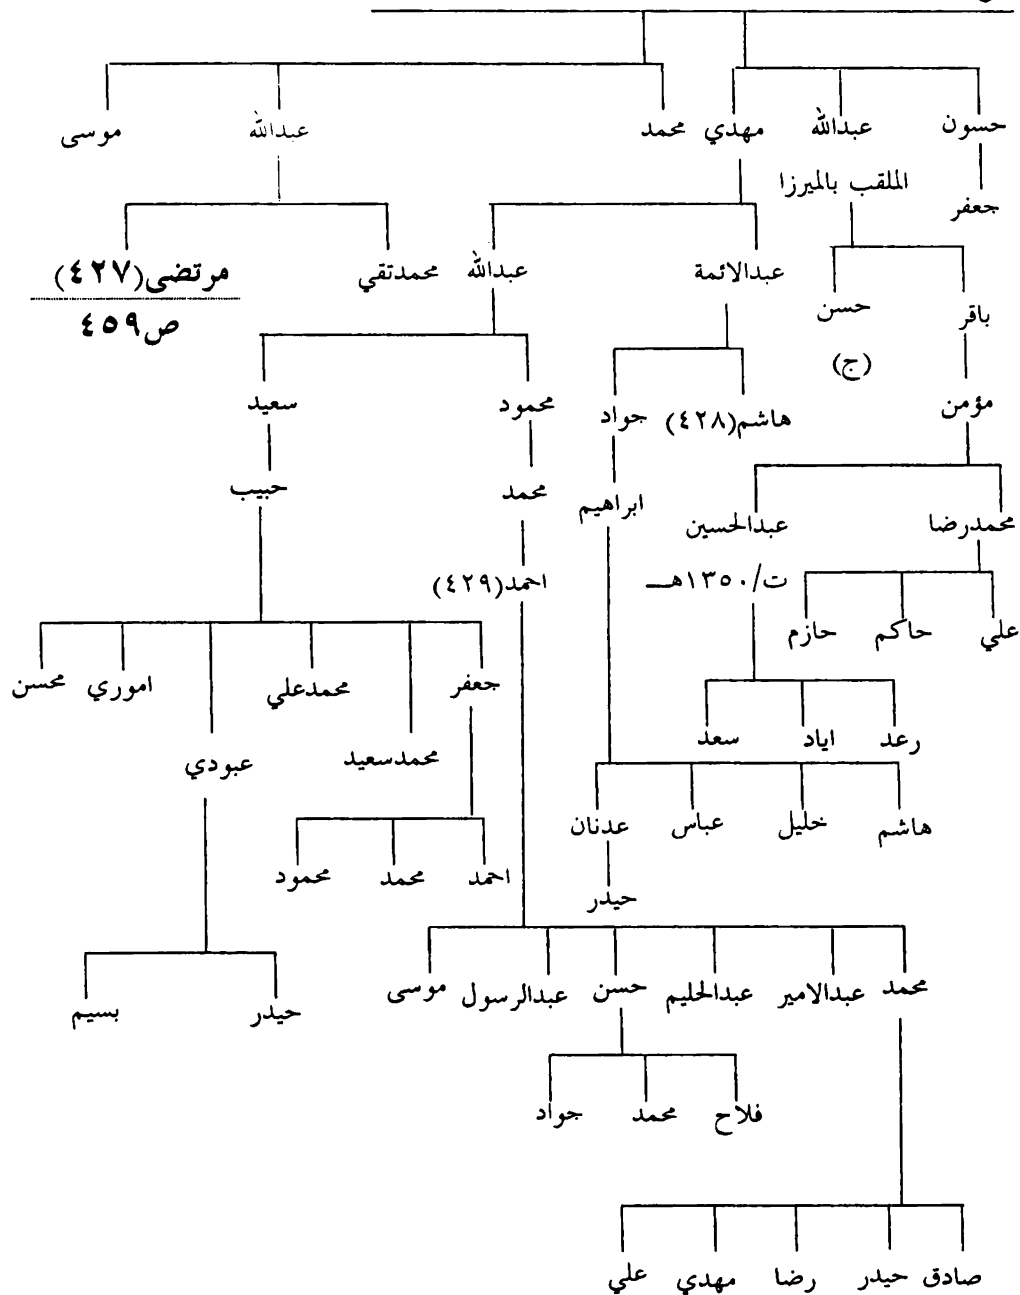 حسون عبدالله مهدي محمد عبدالله موسى
الملقب بالميرزا
جعفر
عبدالائمة عبدالله محمدتقي مرتضى(٤٢٧)
ص٤٥٩
باقر حسن
(ج)
مؤمن هاشم(٤٢٨) جواد محمود سعيد
ابراهيم محمد حبيب
محمدرضا عبدالحسين
ت/١٣٥٠هـ احمد(٤٢٩)
علي حاكم حازم
جعفر محمدعلي اموري محسن
رعد اياد سعد
محمدسعيد عبودي
هاشم خليل عباس عدنان
احمد محمد محمود
حيدر
محمد عبدالامير عبدالحليم حسن عبدالرسول موسى
حيدر بسيم
فلاح محمد جواد
صادق حيدر رضا مهدي علي